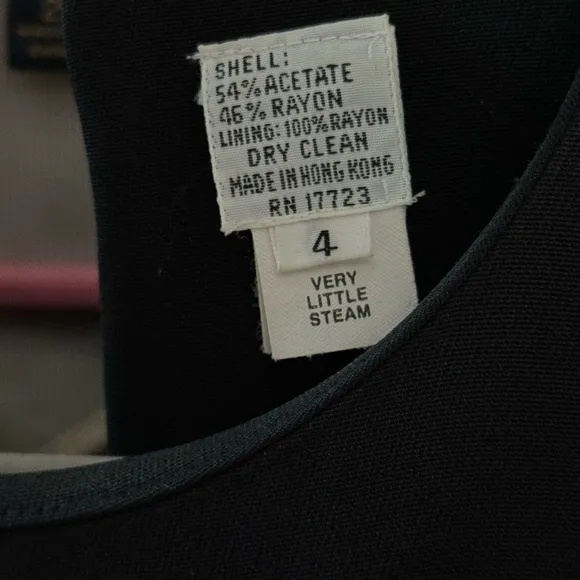 SHELL:
54% ACETATE
46% RAYON
LINING: 100% RAYON
DRY CLEAN
MADE IN HONG KONG
RN 17723
4
VERY
LITTLE
STEAM